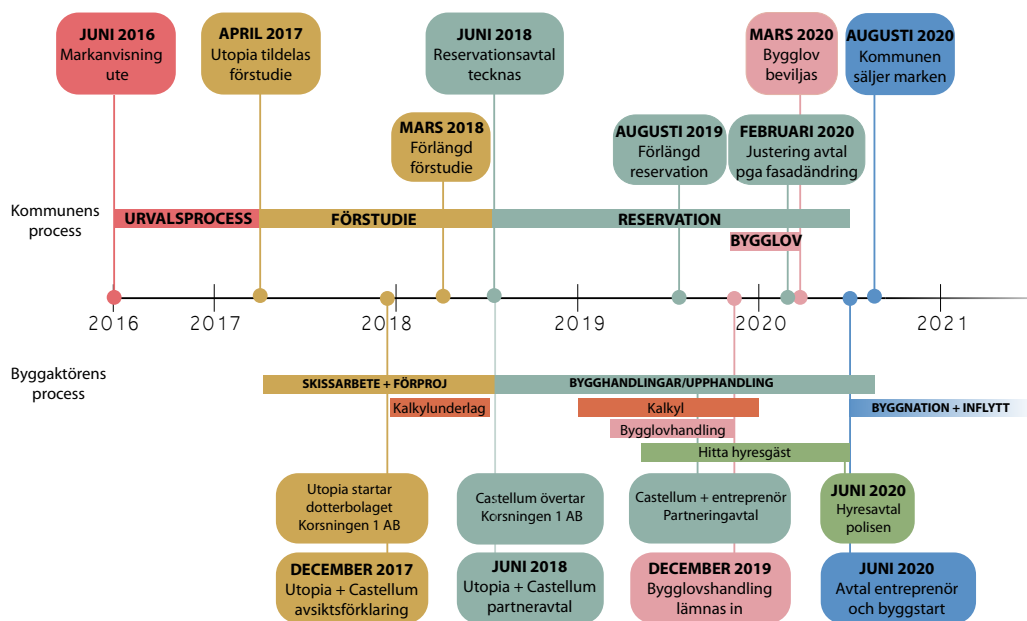 JUNI 2016
Markanvisning
ute
APRIL 2017
Utopia tildelas
förstudie
JUNI 2018
Reservationsavtal
tecknas
MARS 2020
Bygglov
beviljas
AUGUSTI 2020
Kommunen
säljer marken
MARS 2018
Förlängd
förstudie
AUGUSTI 2019
Förlängd
reservation
FEBRUARI 2020
Justering avtal
pga fasadändring
Kommunens
process
URVALSPROCESS
FÖRSTUDIE
RESERVATION
BYGGLOV
2016
2017
2018
2019
2020
2021
Byggaktörens
process
SKISSARBETE + FÖRPROJ
BYGGHANDLINGAR/UPPHANDLING
Kalkylunderlag
Kalkyl
BYGGNATION + INFLYTT
Bygglovhandling
Hitta hyresgäst
Utopia startar
dotterbolaget
Korsningen 1 AB
Castellum övertar
Korsningen 1 AB
Castellum + entreprenör
Partneringavtal
JUNI 2020
Hyresavtal
polisen
DECEMBER 2017
Utopia + Castellum
avsiktsförklaring
JUNI 2018
Utopia + Castellum
partneravtal
DECEMBER 2019
Bygglovshandling
lämnas in
JUNI 2020
Avtal entreprenör
och byggstart